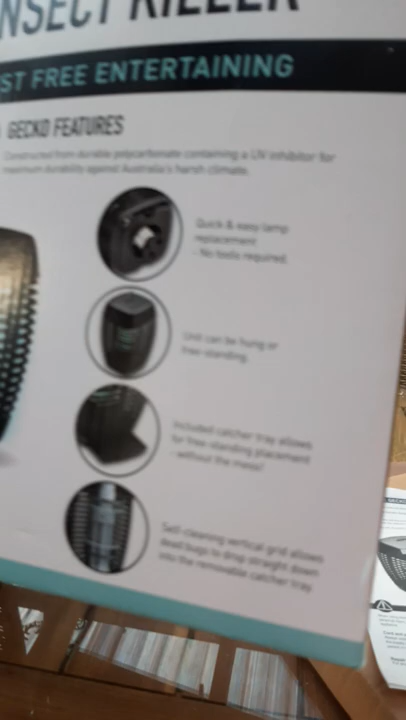 INSECT KILLER
ST FREE ENTERTAINING
GECKO FEATURES
Constructed from durable polycarbonate containing a UV inhibitor for
maximum durability against Australia's harsh climate.
Quick & easy lamp
replacement
- No tools required.
Unit can be hung or
free-standing.
Included catcher tray allows
for free-standing placement
- without the mess!
Self-cleaning vertical grid allows
dead bugs to drop straight down
into the removable catcher tray